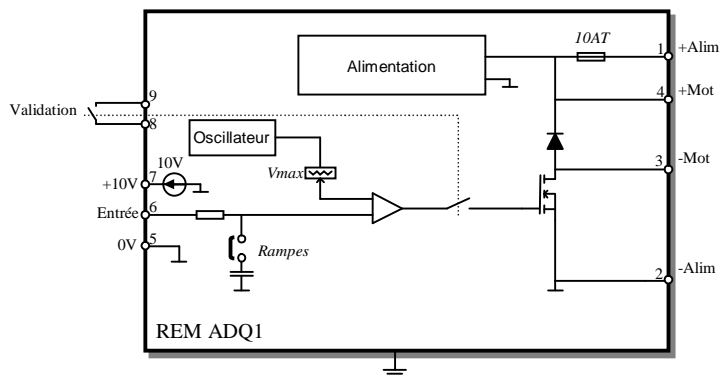 10AT
1
+Alim
Alimentation
4
+Mot
9
Validation
8
Oscillateur
10V
Vmax
3
-Mot
7
+10V
6
Entrée
5
0V
Rampes
2
-Alim
REM ADQ1